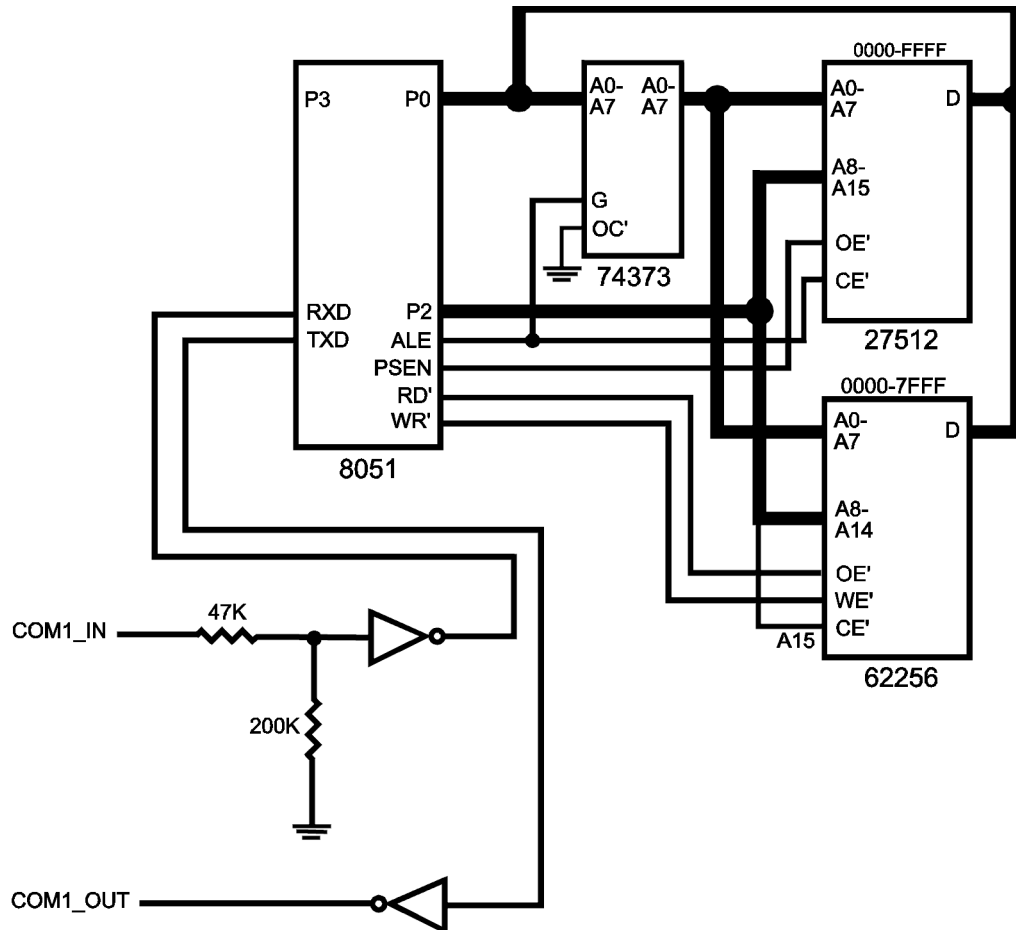 0000-FFFF
P3
P0
A0-
A7
A0-
A7
G
OC'
74373
A0-
A7
D
A8-
A15
OE'
CE'
27512
RXD
TXD
P2
ALE
PSEN
RD'
WR'
8051
0000-7FFF
A0-
A7
D
A8-
A14
OE'
WE'
CE'
A15
62256
COM1_IN
47K
200K
COM1_OUT